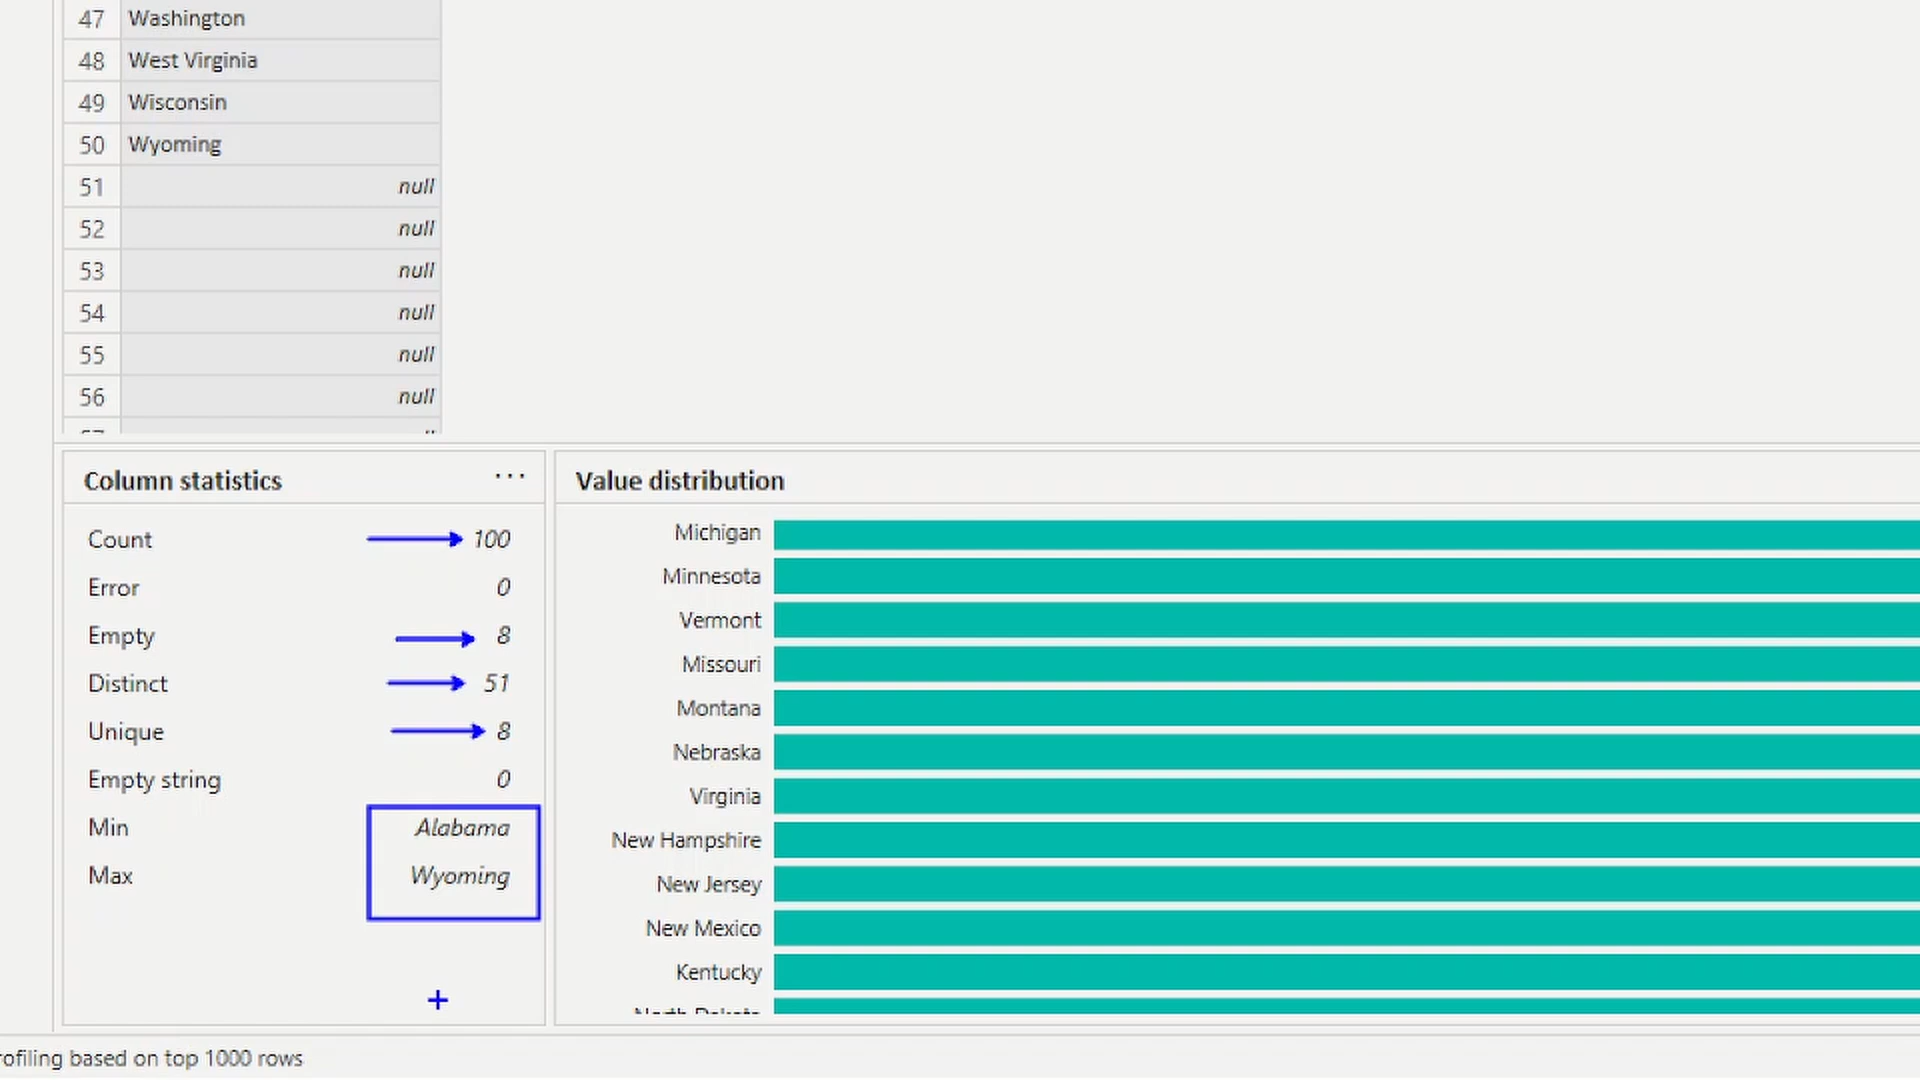 47 Washington
48 West Virginia
49 Wisconsin
50 Wyoming
51 null
52 null
53 null
54 null
55 null
56 null
Column statistics ...
Count 100
Error 0
Empty 8
Distinct 51
Unique 8
Empty string 0
Min Alabama
Max Wyoming
Value distribution
Michigan
Minnesota
Vermont
Missouri
Montana
Nebraska
Virginia
New Hampshire
New Jersey
New Mexico
Kentucky
North Dakota
rofiling based on top 1000 rows